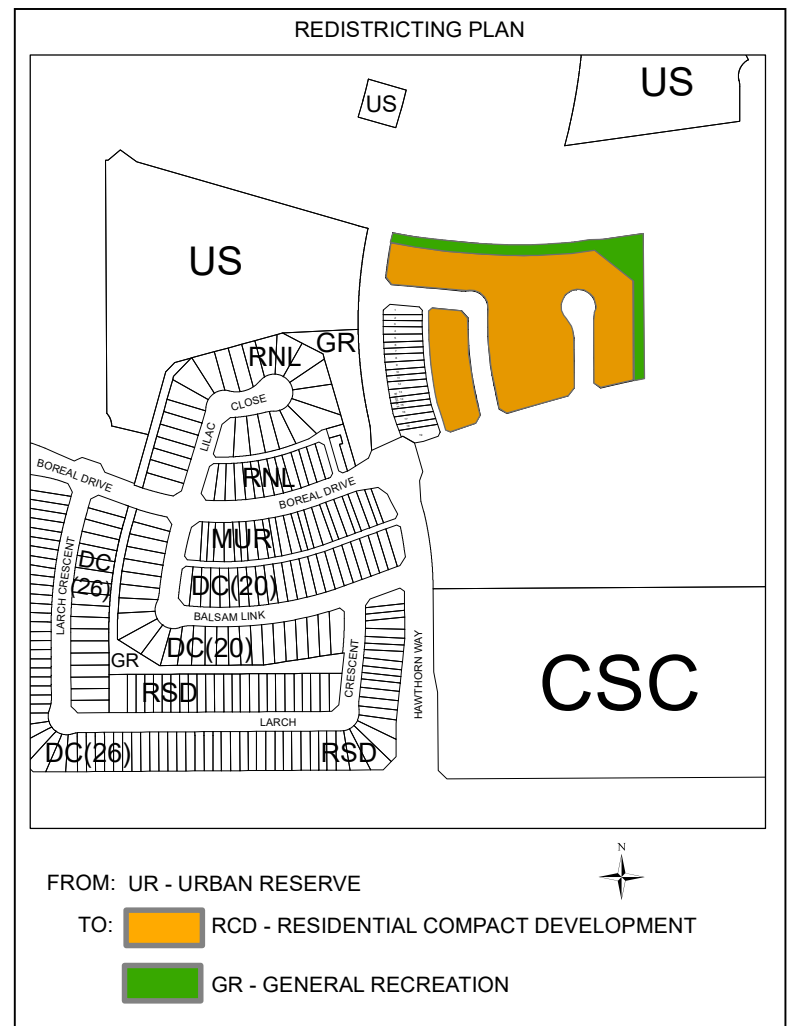 REDISTRICTING PLAN
US
US
US
GR
RNL
CLOSE
LILAC
RNL
BOREAL DRIVE
BOREAL DRIVE
MUR
DC
(26)
DC(20)
LARCH CRESCENT
BALSAM LINK
DC(20)
GR
CRESCENT
HAWTHORN WAY
CSC
RSD
LARCH
DC(26)
RSD
N
FROM: UR - URBAN RESERVE
TO: RCD - RESIDENTIAL COMPACT DEVELOPMENT
GR - GENERAL RECREATION